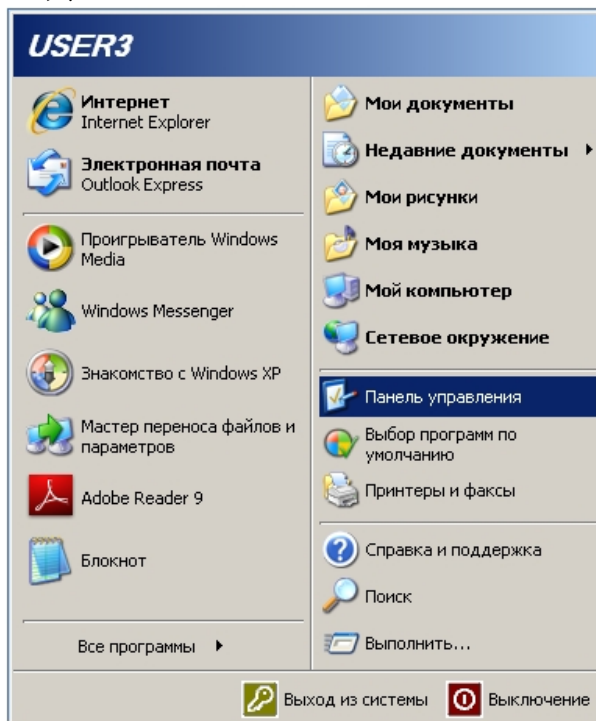 USER3
Интернет
Internet Explorer
Электронная почта
Outlook Express
Проигрыватель Windows
Media
Windows Messenger
Знакомство с Windows XP
Мастер переноса файлов и
параметров
Adobe Reader 9
Блокнот
Все программы
Мои документы
Недавние документы
Мои рисунки
Моя музыка
Мой компьютер
Сетевое окружение
Панель управления
Выбор программ по
умолчанию
Принтеры и факсы
Справка и поддержка
Поиск
Выполнить...
Выход из системы
Выключение